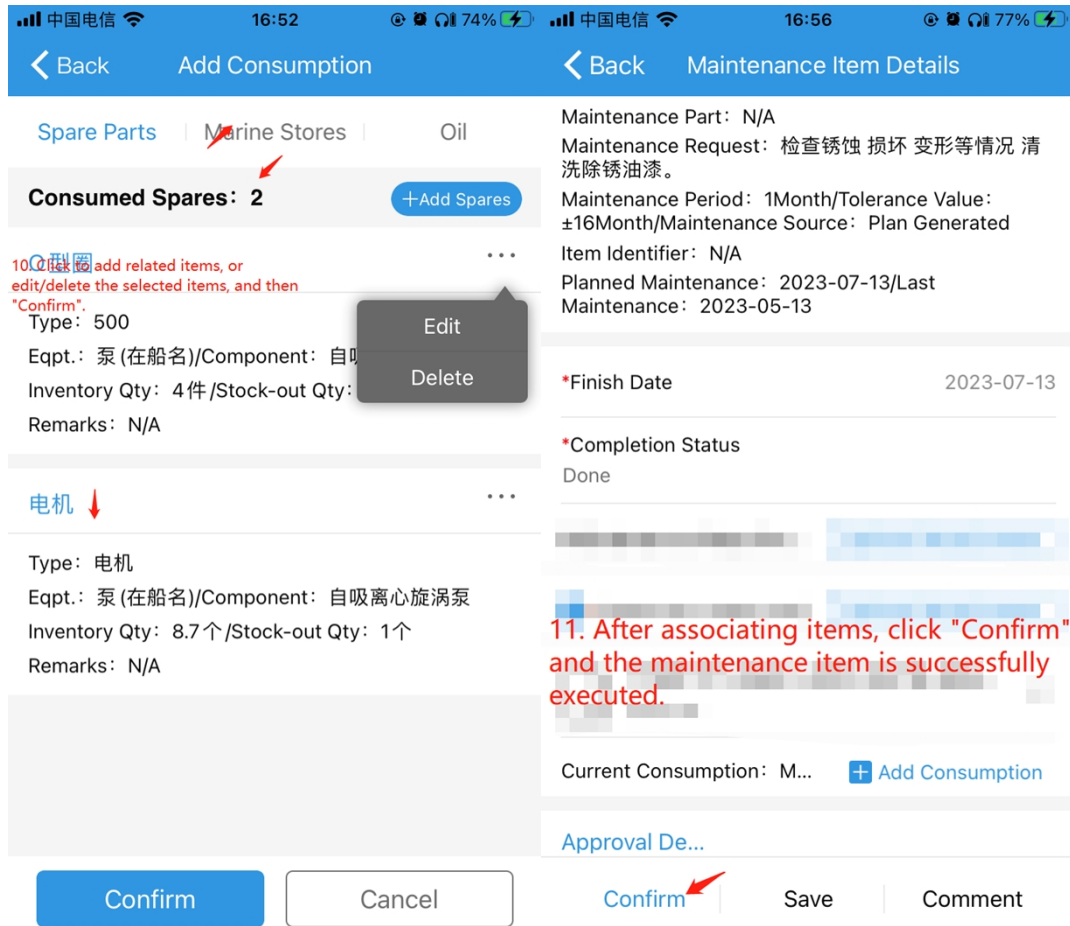 中国电信 16:52 74%
Back Add Consumption
Spare Parts Marine Stores Oil
Consumed Spares：2 +Add Spares
O型圈 ...
10. Click to add related items, or
edit/delete the selected items, and then
"Confirm".
Type：500
Edit
Eqpt.：泵(在船名)/Component：自吸
Delete
Inventory Qty：4件/Stock-out Qty：
Remarks：N/A
电机 ...
Type：电机
Eqpt.：泵(在船名)/Component：自吸离心旋涡泵
Inventory Qty：8.7个/Stock-out Qty：1个
Remarks：N/A
Confirm Cancel
中国电信 16:56 77%
Back Maintenance Item Details
Maintenance Part：N/A
Maintenance Request：检查锈蚀 损坏 变形等情况 清
洗除锈油漆。
Maintenance Period：1Month/Tolerance Value：
±16Month/Maintenance Source：Plan Generated
Item Identifier：N/A
Planned Maintenance：2023-07-13/Last
Maintenance：2023-05-13
*Finish Date 2023-07-13
*Completion Status
Done
11. After associating items, click "Confirm"
and the maintenance item is successfully
executed.
Current Consumption：M... + Add Consumption
Approval De...
Confirm Save Comment